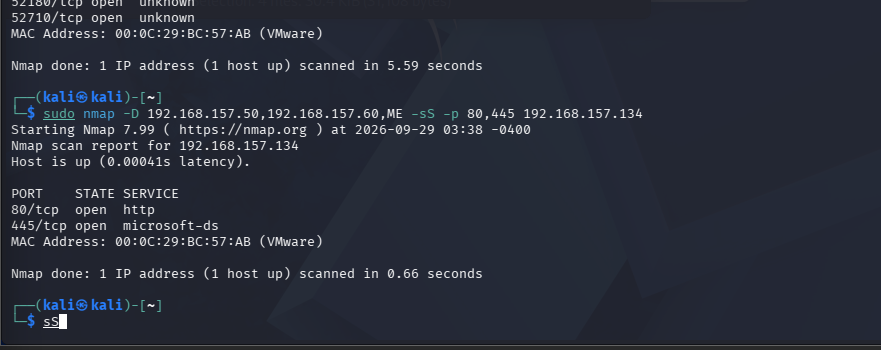 52180/tcp open  unknown
52710/tcp open  unknown
MAC Address: 00:0C:29:BC:57:AB (VMware)
Nmap done: 1 IP address (1 host up) scanned in 5.59 seconds
┌──(kali㉿kali)-[~]
└─$ sudo nmap -D 192.168.157.50,192.168.157.60,ME -sS -p 80,445 192.168.157.134
Starting Nmap 7.99 ( https://nmap.org ) at 2026-09-29 03:38 -0400
Nmap scan report for 192.168.157.134
Host is up (0.00041s latency).
PORT    STATE SERVICE
80/tcp  open  http
445/tcp open  microsoft-ds
MAC Address: 00:0C:29:BC:57:AB (VMware)
Nmap done: 1 IP address (1 host up) scanned in 0.66 seconds
┌──(kali㉿kali)-[~]
└─$ sS